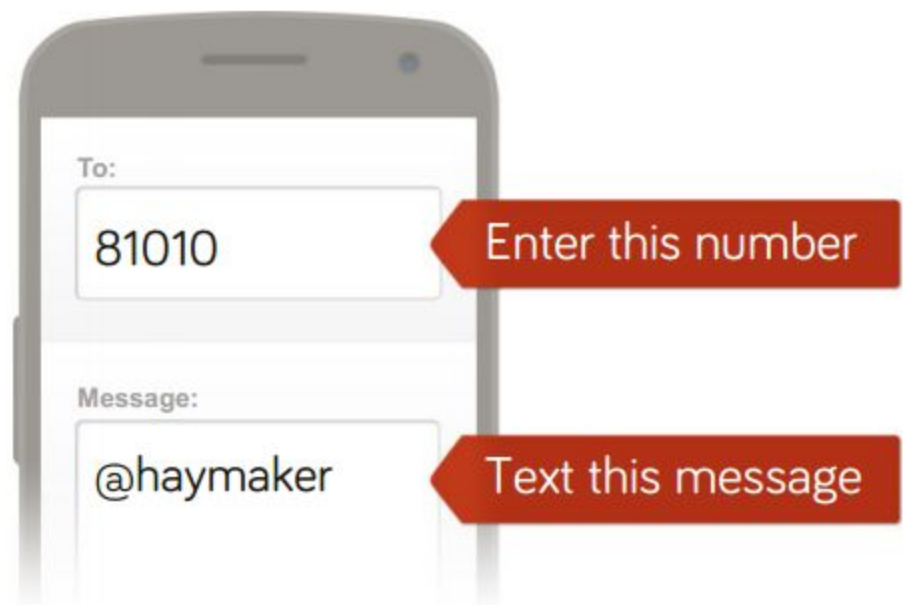 To:
81010
Enter this number
Message:
@haymaker
Text this message